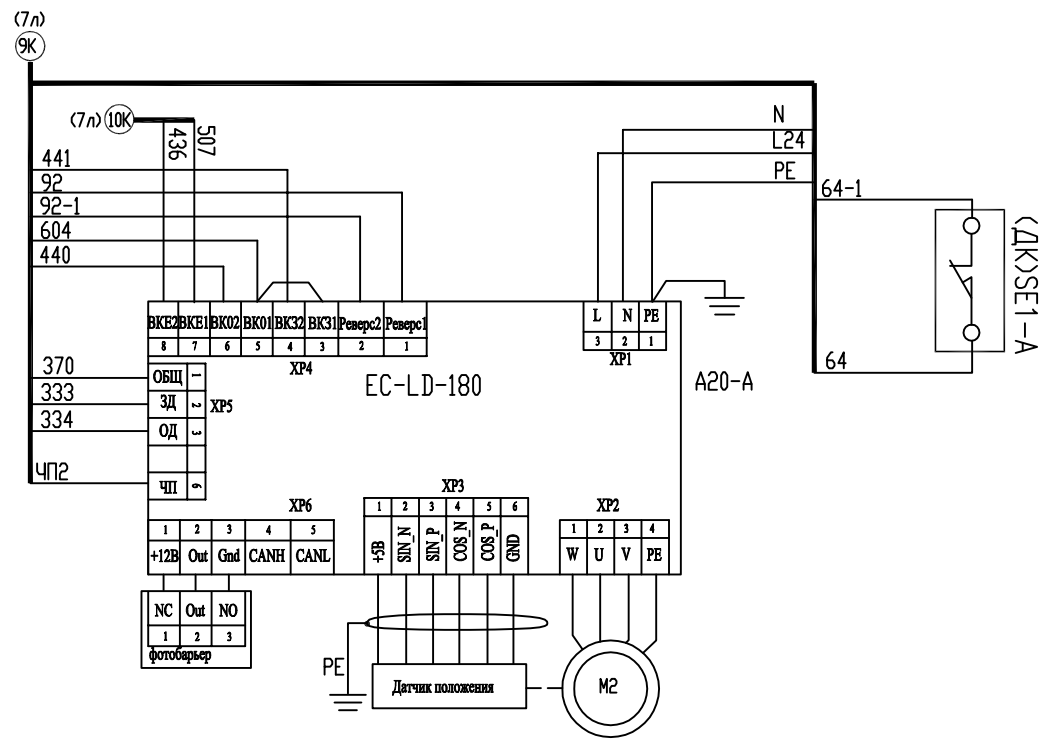 (7л)
9К
(7л) 10К
436
507
N
L24
PE
441
92
92-1
604
440
64-1
(ДК)SE1-A
64
ВКЕ2 ВКЕ1 ВК02 ВК01 ВК32 ВК31 Реверс2 Реверс1
8 7 6 5 4 3 2 1
XP4
L N PE
3 2 1
XP1
EC-LD-180
A20-A
370
333
334
ЧП2
ОБЩ 1
ЗД 2
ОД 3
ЧП 6
XP5
XP6
1 2 3 4 5
+12В Out Gnd CANH CANL
NC Out NO
1 2 3
фотобарьер
XP3
1 2 3 4 5 6
+5В SIN_N SIN_P COS_N COS_P GND
XP2
1 2 3 4
W U V PE
PE
Датчик положения
M2